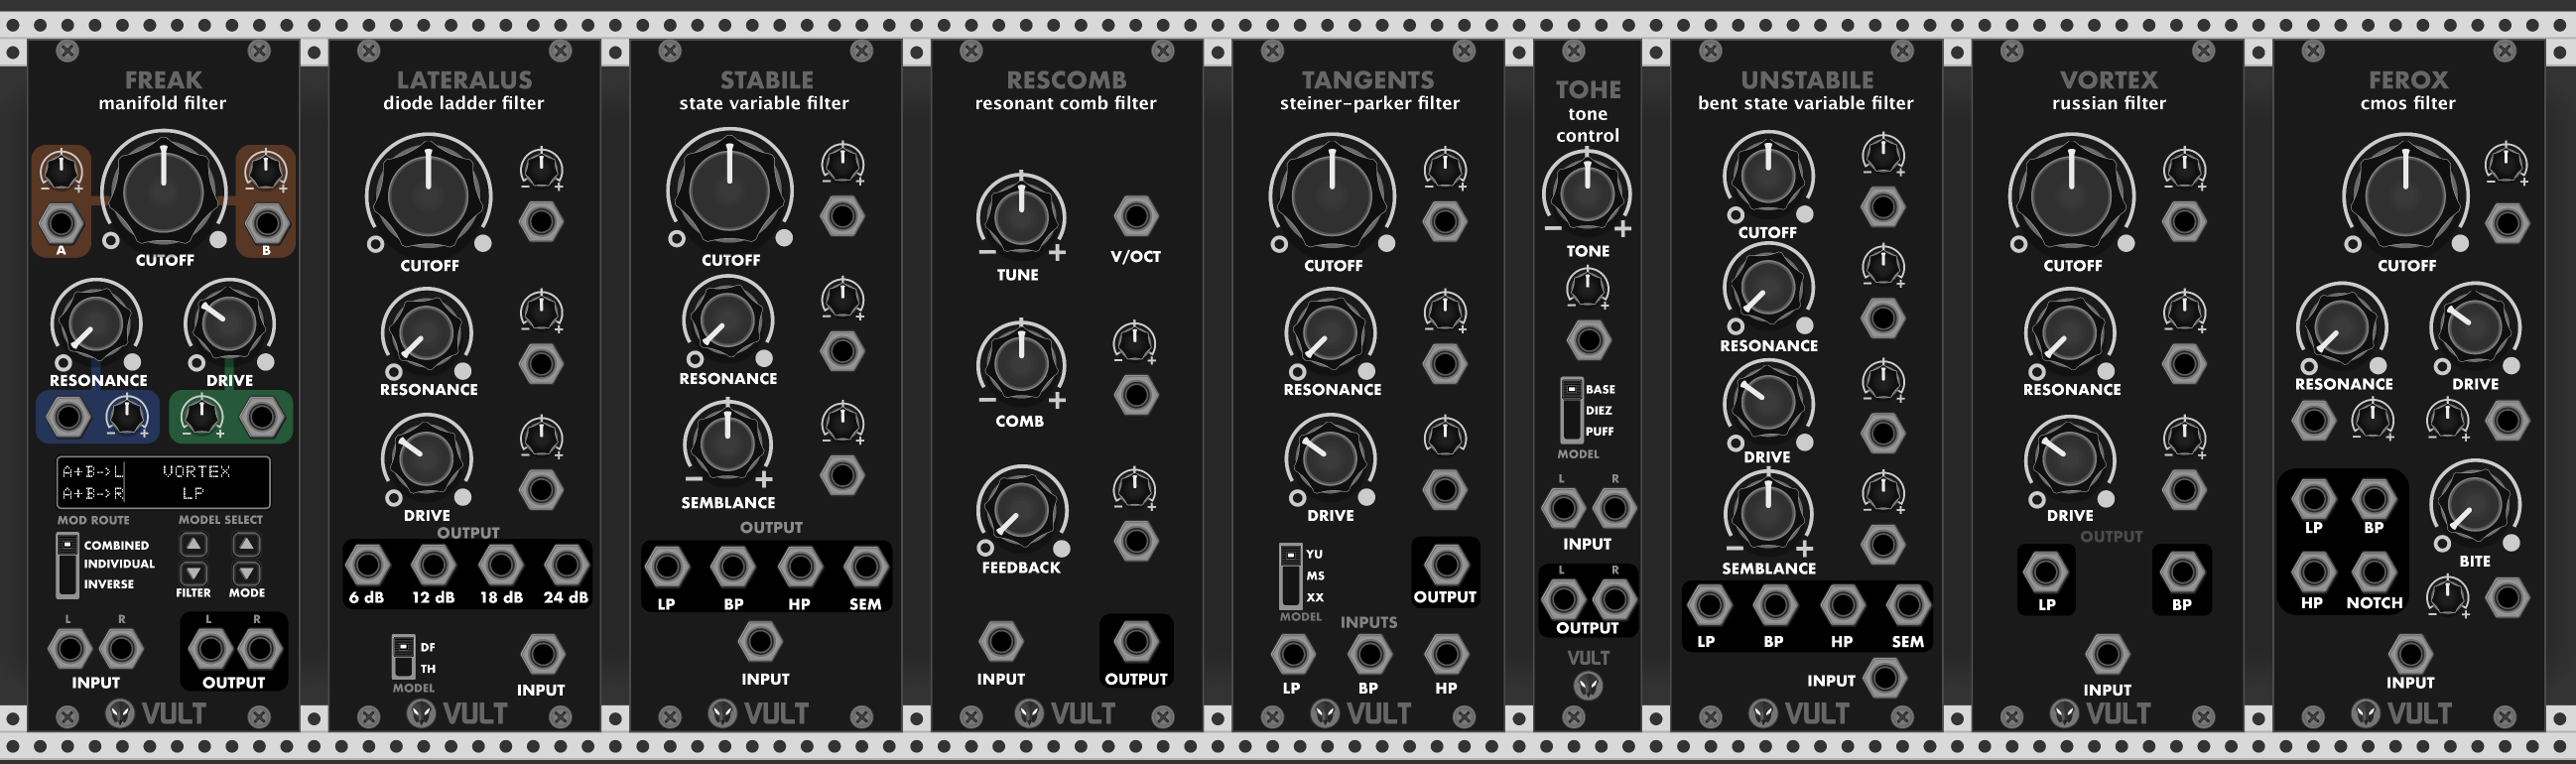 FREAK
manifold filter
A
B
CUTOFF
RESONANCE DRIVE
A+B->L VORTEX
A+B->R LP
MOD ROUTE MODEL SELECT
COMBINED
INDIVIDUAL
INVERSE
FILTER MODE
L R L R
INPUT OUTPUT
VULT
LATERALUS
diode ladder filter
CUTOFF
RESONANCE
DRIVE
OUTPUT
6 dB 12 dB 18 dB 24 dB
DF
TH
MODEL
INPUT
VULT
STABILE
state variable filter
CUTOFF
RESONANCE
SEMBLANCE
OUTPUT
LP BP HP SEM
INPUT
VULT
RESCOMB
resonant comb filter
TUNE V/OCT
COMB
FEEDBACK
INPUT OUTPUT
VULT
TANGENTS
steiner-parker filter
CUTOFF
RESONANCE
DRIVE
YU
MS
XX
MODEL
OUTPUT
INPUTS
LP BP HP
VULT
TOHE
tone
control
TONE
BASE
DIEZ
PUFF
MODEL
L R
INPUT
L R
OUTPUT
VULT
UNSTABILE
bent state variable filter
CUTOFF
RESONANCE
DRIVE
SEMBLANCE
LP BP HP SEM
INPUT
VULT
VORTEX
russian filter
CUTOFF
RESONANCE
DRIVE
OUTPUT
LP BP
INPUT
VULT
FEROX
cmos filter
CUTOFF
RESONANCE DRIVE
LP BP
BITE
HP NOTCH
INPUT
VULT